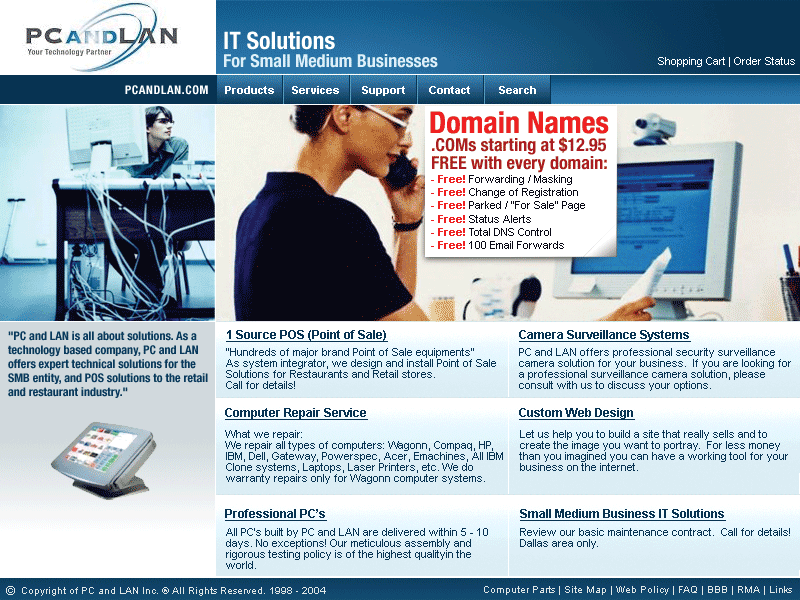 PCANDLAN
Your Technology Partner
IT Solutions
For Small Medium Businesses
Shopping Cart | Order Status
PCANDLAN.COM
Products
Services
Support
Contact
Search
Domain Names
.COMs starting at $12.95
FREE with every domain:
- Free! Forwarding / Masking
- Free! Change of Registration
- Free! Parked / "For Sale" Page
- Free! Status Alerts
- Free! Total DNS Control
- Free! 100 Email Forwards
"PC and LAN is all about solutions. As a
technology based company, PC and LAN
offers expert technical solutions for the
SMB entity, and POS solutions to the retail
and restaurant industry."
1 Source POS (Point of Sale)
"Hundreds of major brand Point of Sale equipments"
As system integrator, we design and install Point of Sale
Solutions for Restaurants and Retail stores.
Call for details!
Camera Surveillance Systems
PC and LAN offers professional security surveillance
camera solution for your business. If you are looking for
a professional surveillance camera solution, please
consult with us to discuss your options.
Computer Repair Service
What we repair:
We repair all types of computers: Wagonn, Compaq, HP,
IBM, Dell, Gateway, Powerspec, Acer, Emachines, All IBM
Clone systems, Laptops, Laser Printers, etc. We do
warranty repairs only for Wagonn computer systems.
Custom Web Design
Let us help you to build a site that really sells and to
create the image you want to portray. For less money
than you imagined you can have a working tool for your
business on the internet.
Professional PC's
All PC's built by PC and LAN are delivered within 5 - 10
days. No exceptions! Our meticulous assembly and
rigorous testing policy is of the highest qualityin the
world.
Small Medium Business IT Solutions
Review our basic maintenance contract. Call for details!
Dallas area only.
© Copyright of PC and LAN Inc. ® All Rights Reserved. 1998 - 2004
Computer Parts | Site Map | Web Policy | FAQ | BBB | RMA | Links